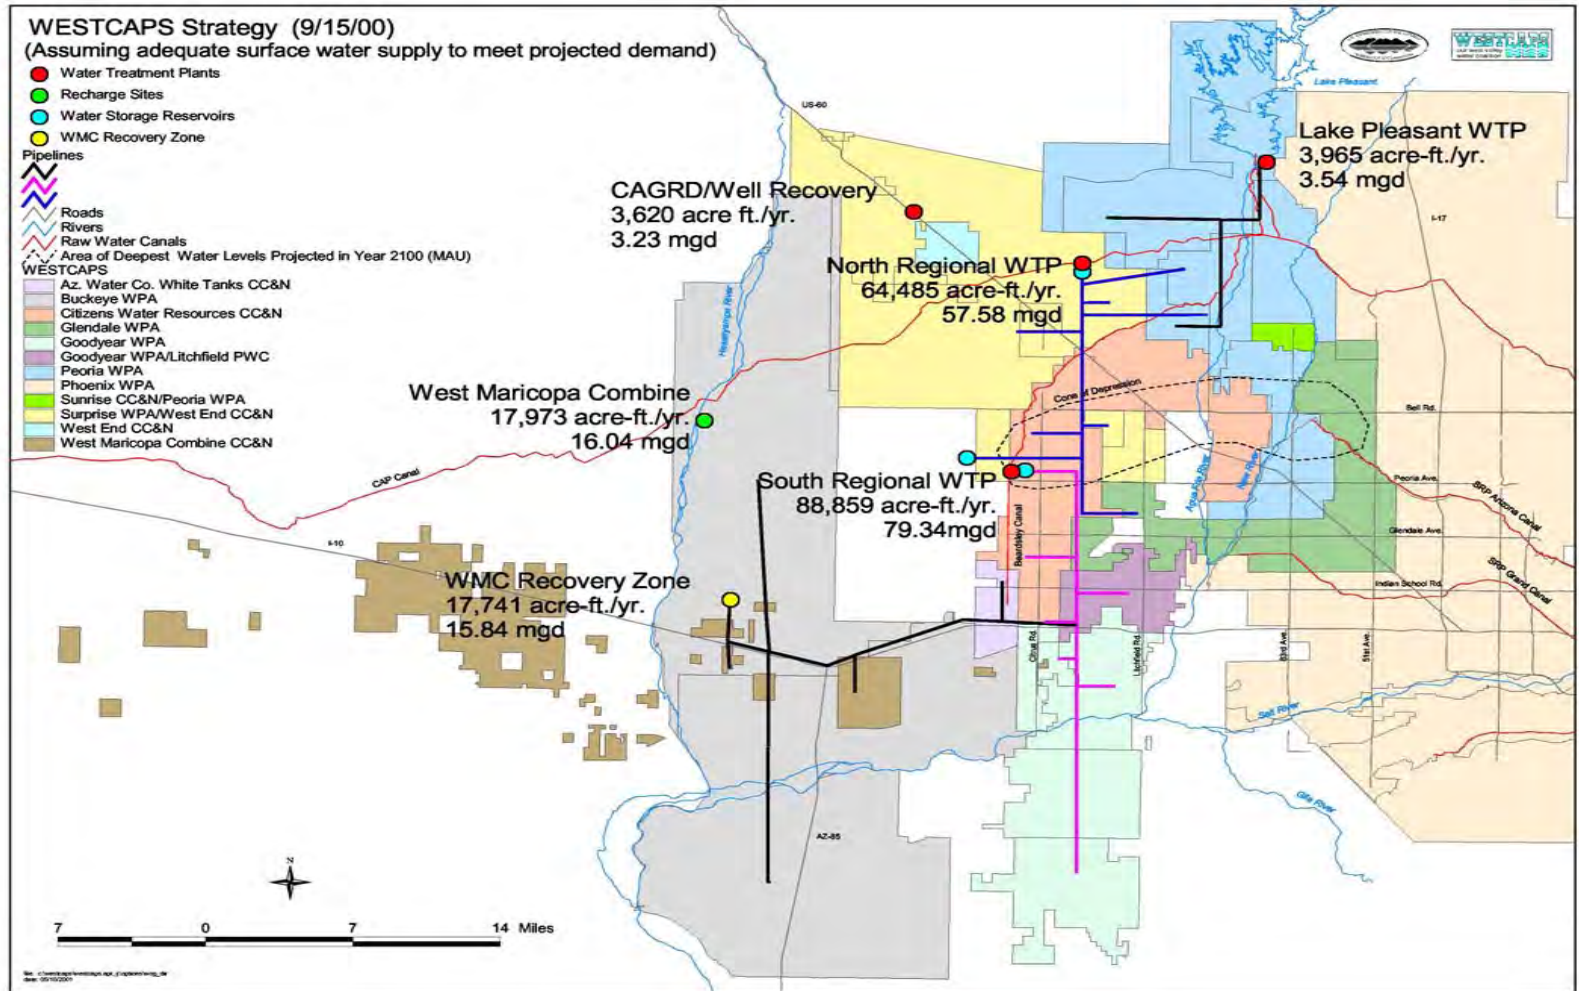 WESTCAPS Strategy (9/15/00)
(Assuming adequate surface water supply to meet projected demand)
Water Treatment Plants
Recharge Sites
Water Storage Reservoirs
WMC Recovery Zone
Pipelines
Roads
Rivers
Raw Water Canals
Area of Deepest Water Levels Projected in Year 2100 (MAU)
WESTCAPS
Az. Water Co. White Tanks CC&N
Buckeye WPA
Citizens Water Resources CC&N
Glendale WPA
Goodyear WPA
Goodyear WPA/Litchfield PWC
Peoria WPA
Phoenix WPA
Sunrise CC&N/Peoria WPA
Surprise WPA/West End CC&N
West End CC&N
West Maricopa Combine CC&N
US-60
Lake Pleasant
WESTCAPS
Lake Pleasant WTP
3,965 acre-ft./yr.
3.54 mgd
I-17
CAGRD/Well Recovery
3,620 acre ft./yr.
3.23 mgd
North Regional WTP
64,485 acre-ft./yr.
57.58 mgd
Hassayampa River
West Maricopa Combine
17,973 acre-ft./yr.
16.04 mgd
Cone of Depression
Bell Rd.
CAP Canal
South Regional WTP
88,859 acre-ft./yr.
79.34mgd
Agua Fria River
New River
Peoria Ave.
SRP Arizona Canal
Glendale Ave.
Beardsley Canal
I-10
WMC Recovery Zone
17,741 acre-ft./yr.
15.84 mgd
Indian School Rd.
SRP Grand Canal
Citrus Rd.
Litchfield Rd.
83rd Ave.
51st Ave.
Salt River
Gila River
AZ-85
N
7 0 7 14 Miles